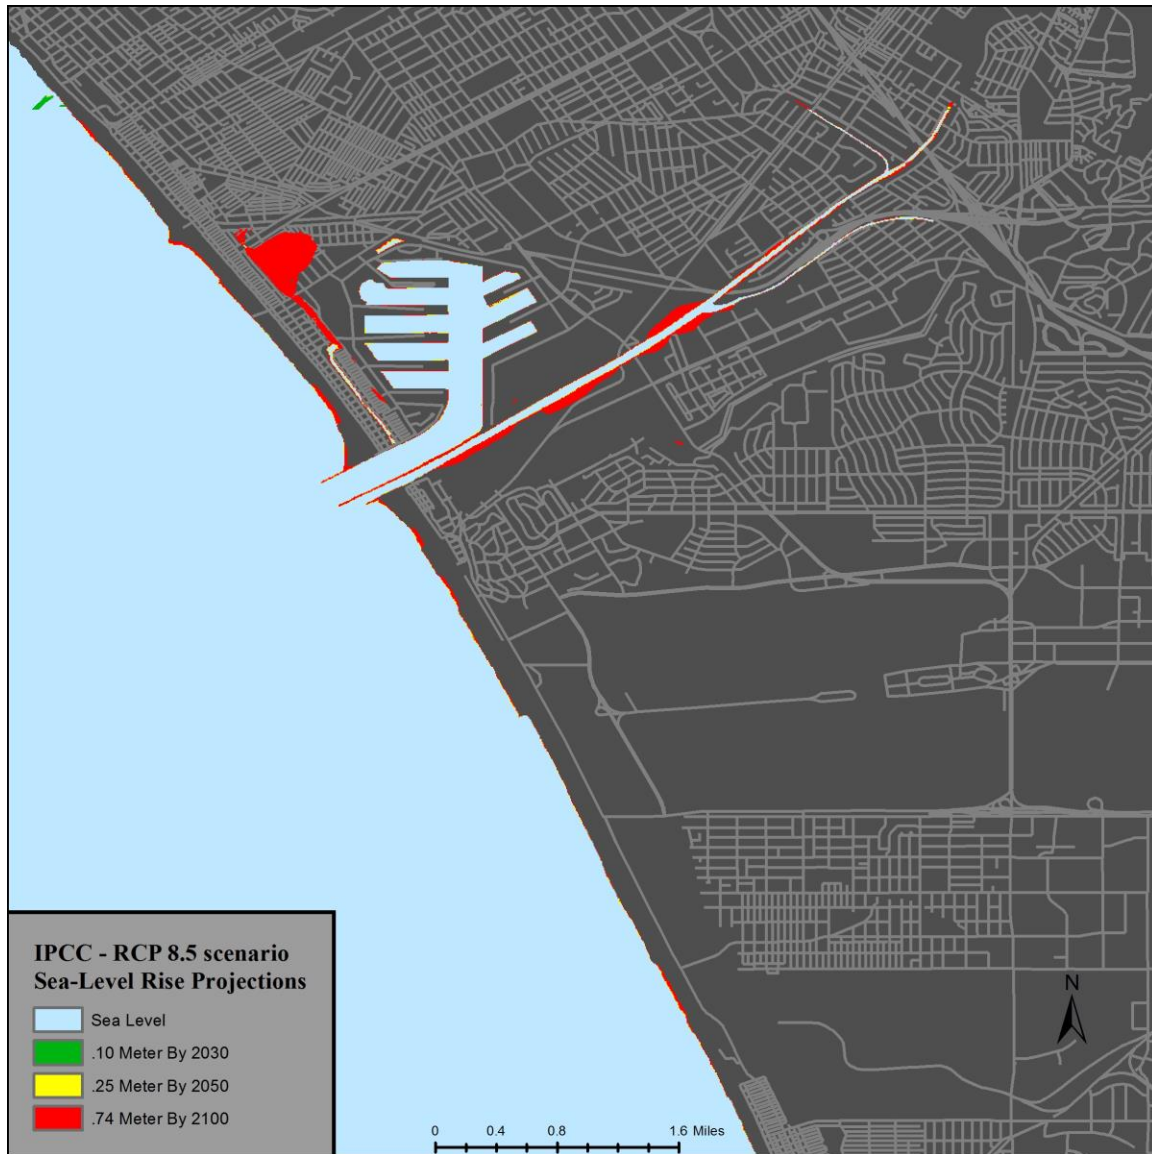 IPCC - RCP 8.5 scenario
Sea-Level Rise Projections
Sea Level
.10 Meter By 2030
.25 Meter By 2050
.74 Meter By 2100
N
0 0.4 0.8 1.6 Miles